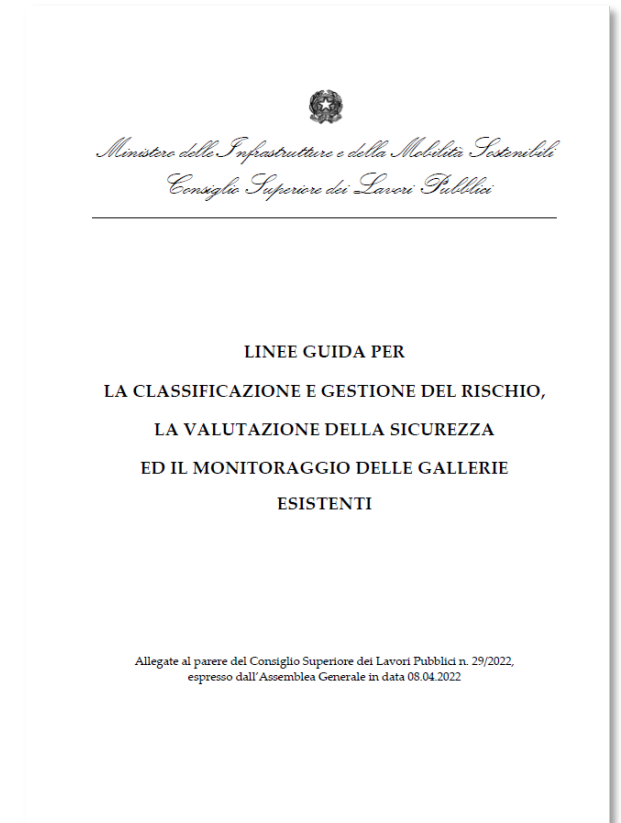 Ministero delle Infrastrutture e della Mobilità Sostenibili
Consiglio Superiore dei Lavori Pubblici
LINEE GUIDA PER
LA CLASSIFICAZIONE E GESTIONE DEL RISCHIO,
LA VALUTAZIONE DELLA SICUREZZA
ED IL MONITORAGGIO DELLE GALLERIE
ESISTENTI
Allegate al parere del Consiglio Superiore dei Lavori Pubblici n. 29/2022,
espresso dall'Assemblea Generale in data 08.04.2022